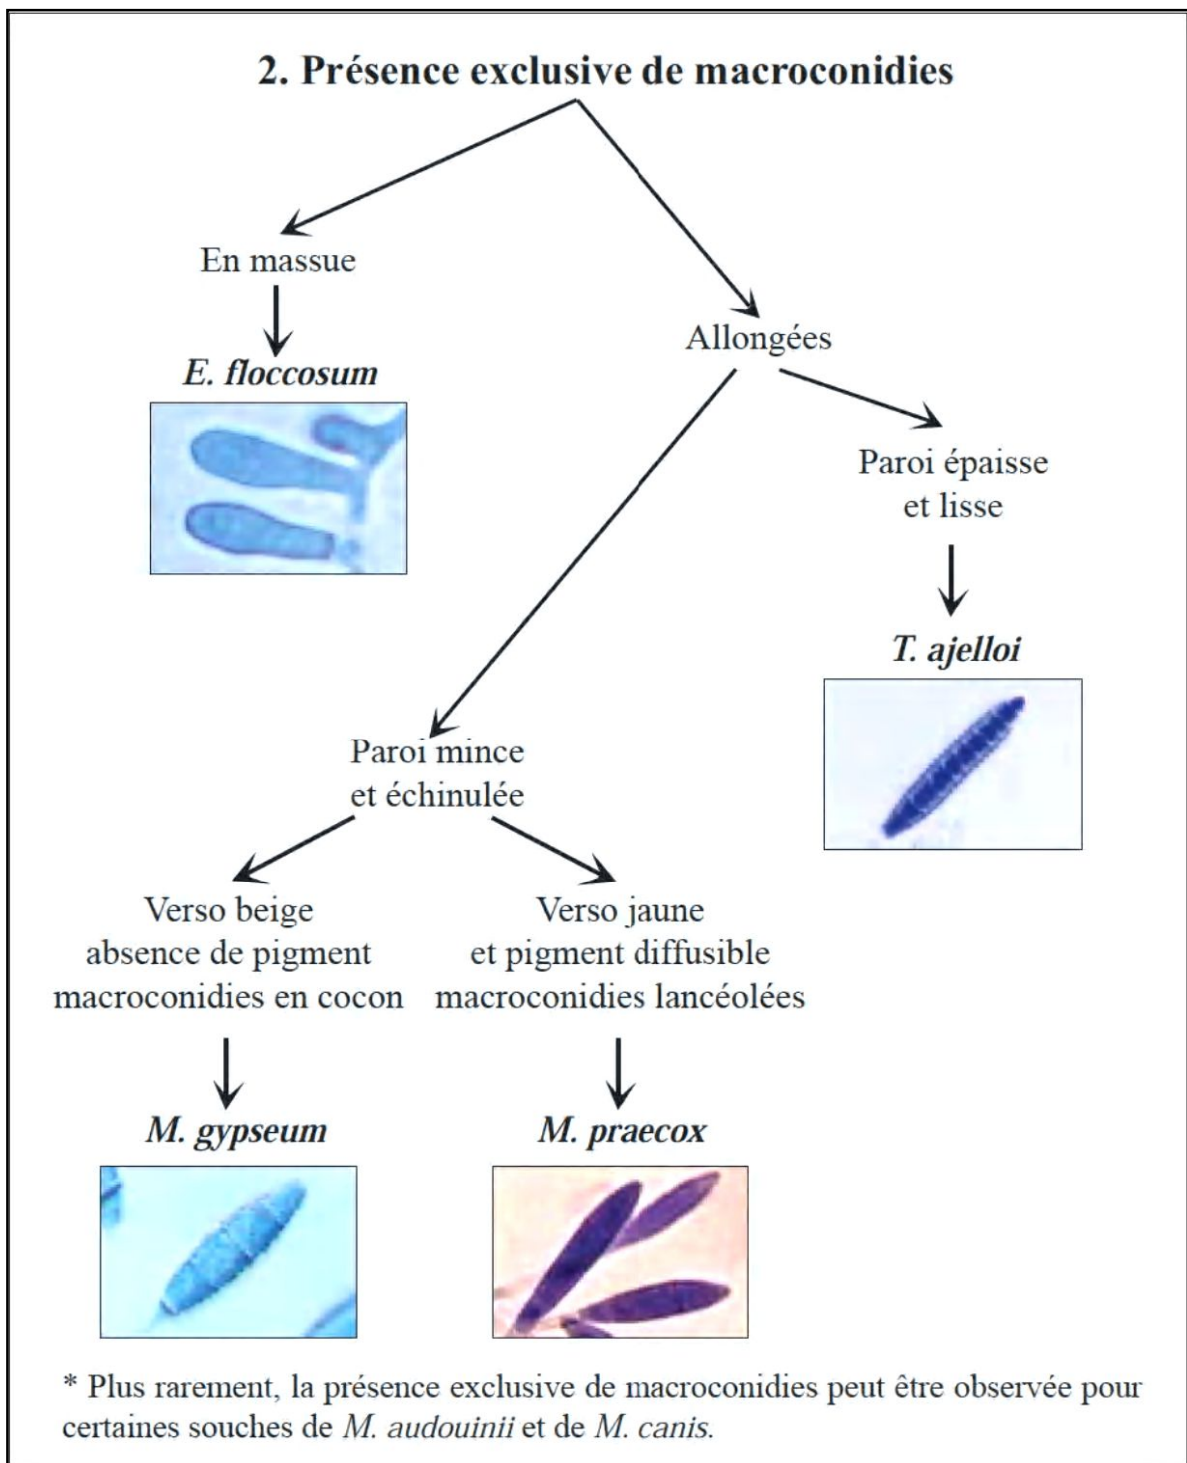 2. Présence exclusive de macroconidies
En massue
E. floccosum
Allongées
Paroi épaisse
et lisse
T. ajelloi
Paroi mince
et échinulée
Verso beige
absence de pigment
macroconidies en cocon
M. gypseum
Verso jaune
et pigment diffusible
macroconidies lancéolées
M. praecox
* Plus rarement, la présence exclusive de macroconidies peut être observée pour
certaines souches de M. audouinii et de M. canis.